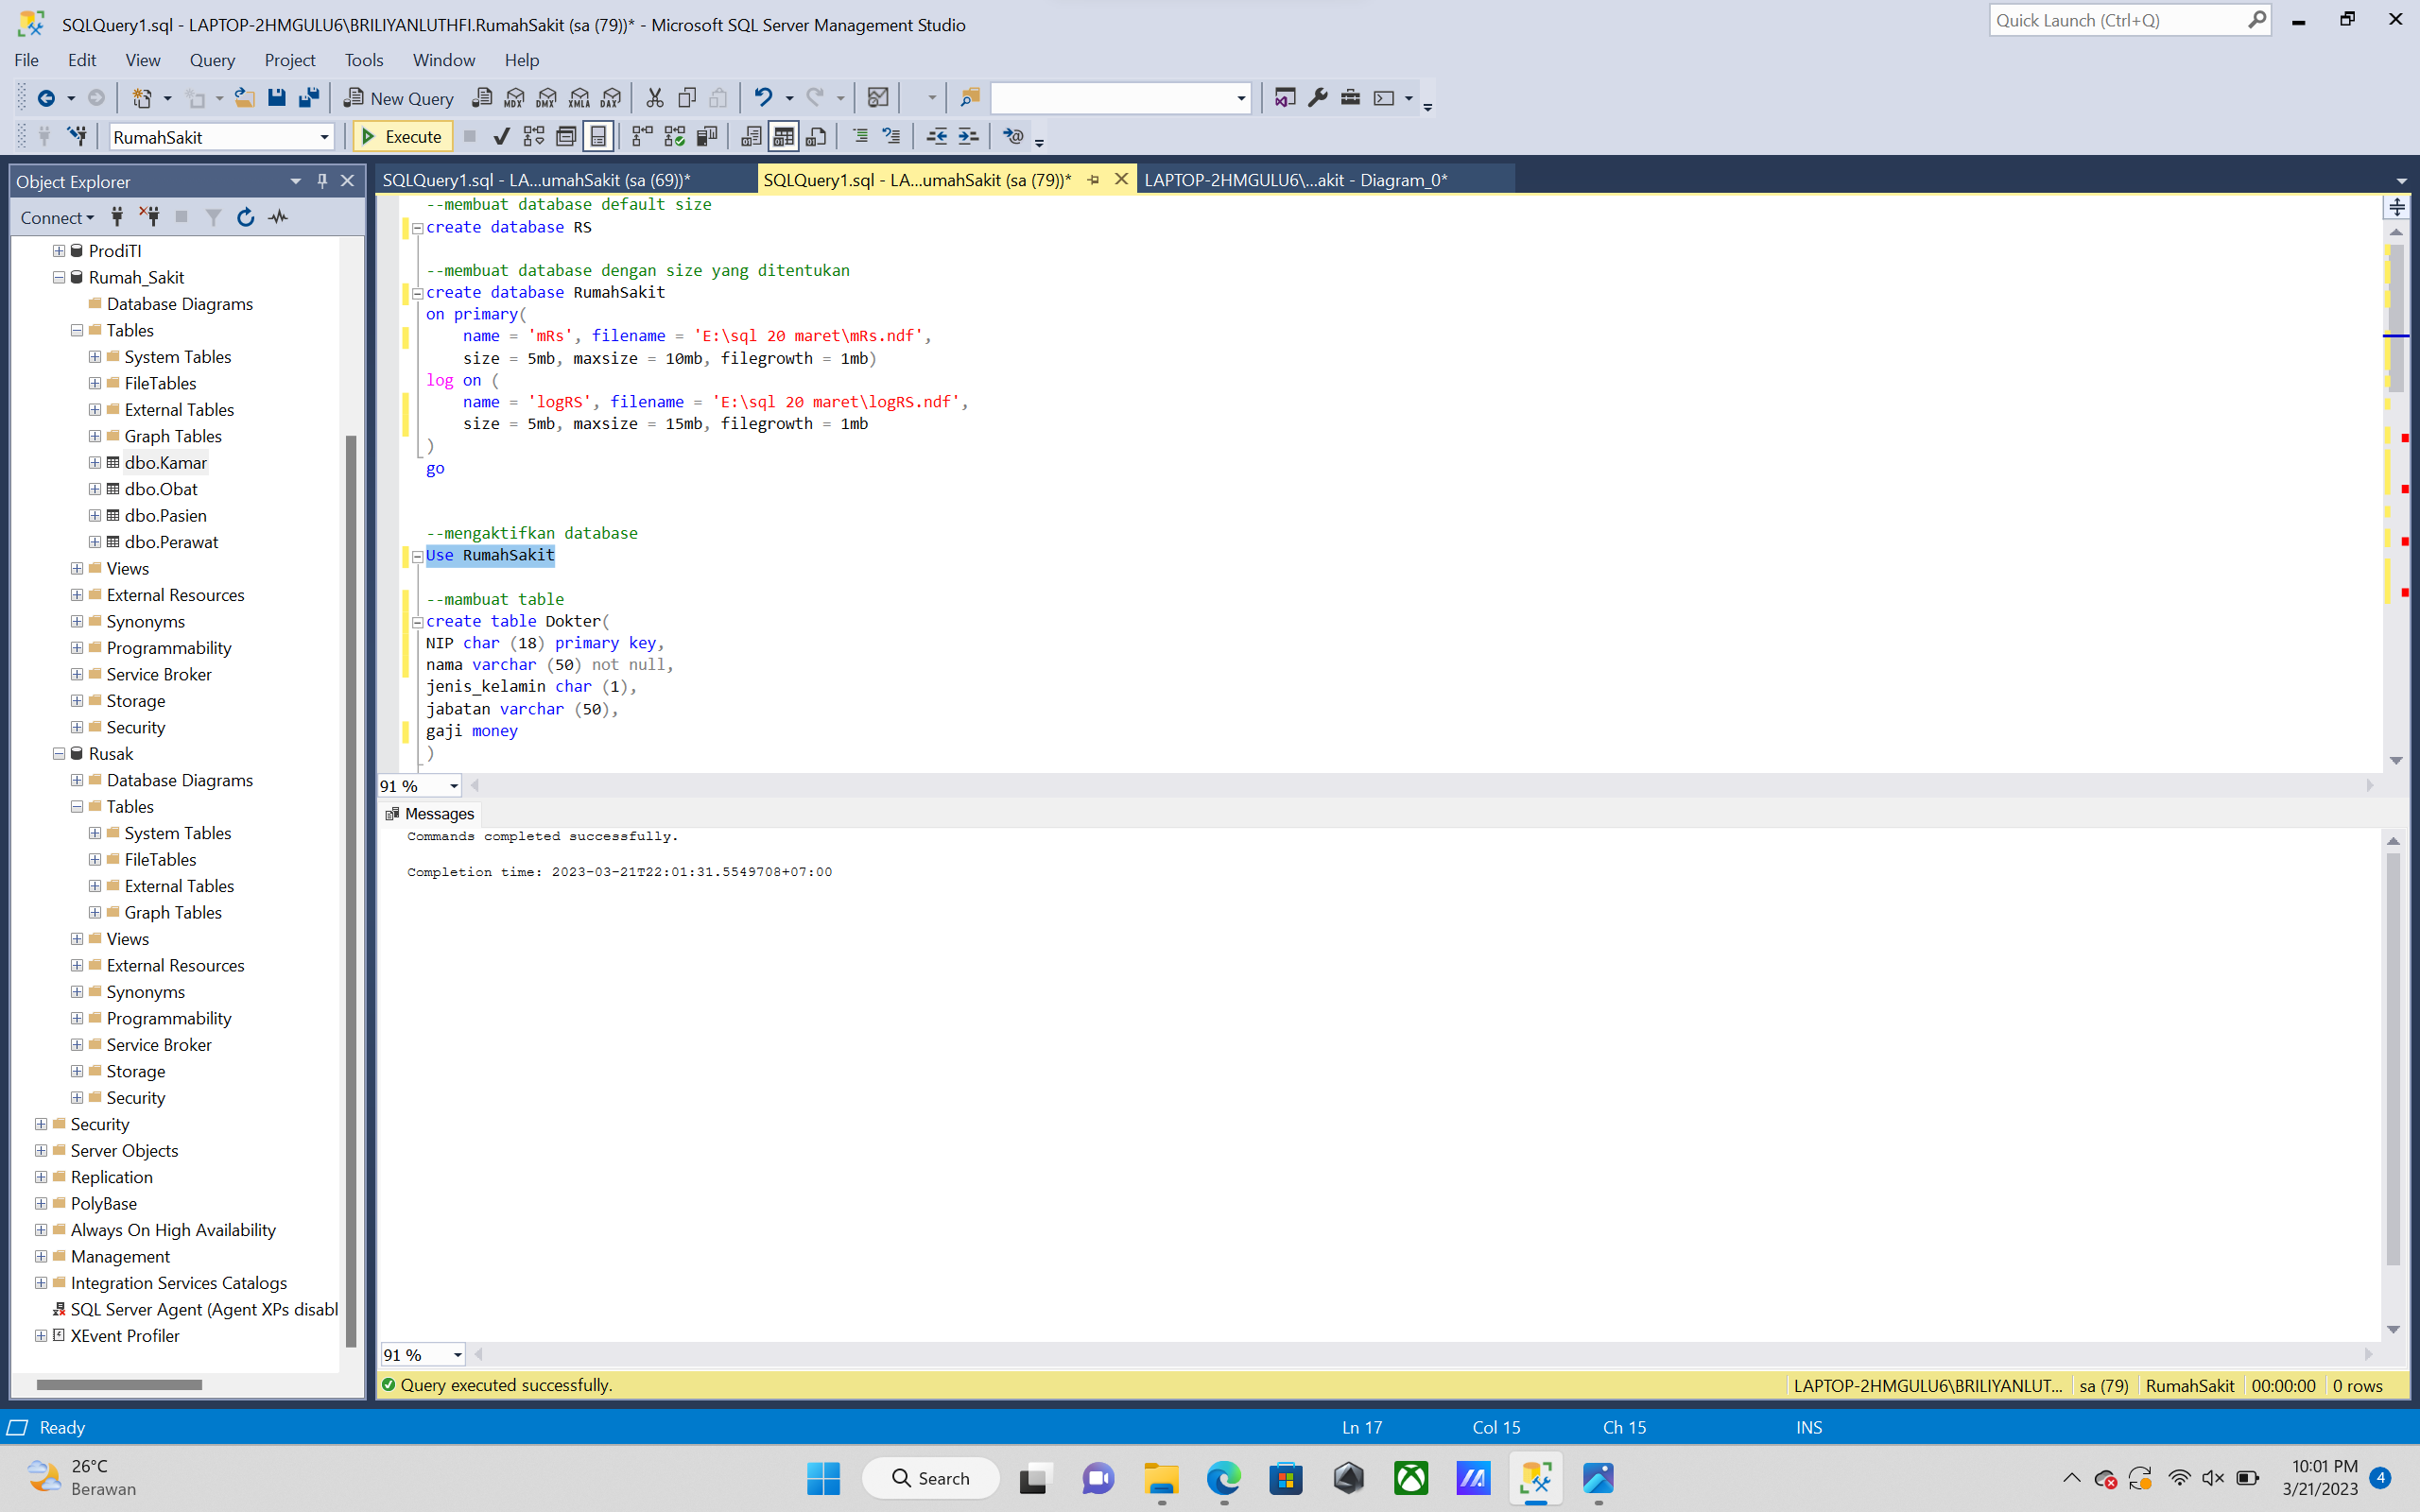 SQLQuery1.sql - LAPTOP-2HMGULU6\BRILIYANLUTHFI.RumahSakit (sa (79))* - Microsoft SQL Server Management Studio
Quick Launch (Ctrl+Q)
File Edit View Query Project Tools Window Help
New Query MDX DMX XMLA DAX
RumahSakit Execute
Object Explorer
Connect
ProdiTI
Rumah_Sakit
Database Diagrams
Tables
System Tables
FileTables
External Tables
Graph Tables
dbo.Kamar
dbo.Obat
dbo.Pasien
dbo.Perawat
Views
External Resources
Synonyms
Programmability
Service Broker
Storage
Security
Rusak
Database Diagrams
Tables
System Tables
FileTables
External Tables
Graph Tables
Views
External Resources
Synonyms
Programmability
Service Broker
Storage
Security
Security
Server Objects
Replication
PolyBase
Always On High Availability
Management
Integration Services Catalogs
SQL Server Agent (Agent XPs disabl
XEvent Profiler
SQLQuery1.sql - LA...umahSakit (sa (69))*
SQLQuery1.sql - LA...umahSakit (sa (79))*
LAPTOP-2HMGULU6\...akit - Diagram_0*
--membuat database default size
create database RS
--membuat database dengan size yang ditentukan
create database RumahSakit
on primary(
name = 'mRs', filename = 'E:\sql 20 maret\mRs.ndf',
size = 5mb, maxsize = 10mb, filegrowth = 1mb)
log on (
name = 'logRS', filename = 'E:\sql 20 maret\logRS.ndf',
size = 5mb, maxsize = 15mb, filegrowth = 1mb
)
go
--mengaktifkan database
Use RumahSakit
--mambuat table
create table Dokter(
NIP char (18) primary key,
nama varchar (50) not null,
jenis_kelamin char (1),
jabatan varchar (50),
gaji money
)
91 %
Messages
Commands completed successfully.
Completion time: 2023-03-21T22:01:31.5549708+07:00
91 %
Query executed successfully.
LAPTOP-2HMGULU6\BRILIYANLUT... sa (79) RumahSakit 00:00:00 0 rows
Ready Ln 17 Col 15 Ch 15 INS
26°C
Berawan
Search
10:01 PM
3/21/2023
4